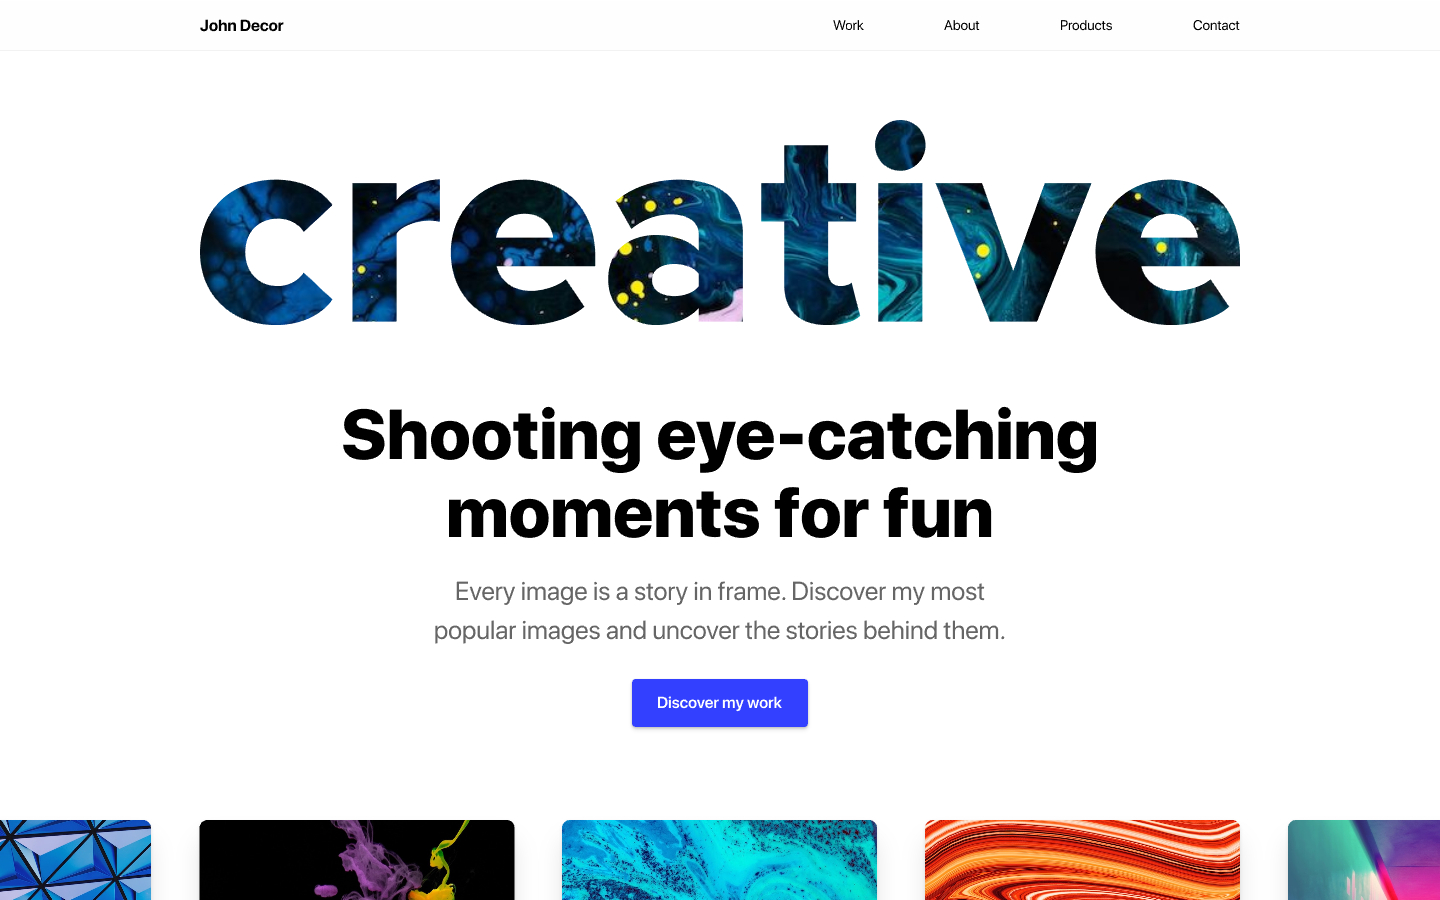 John Decor
Work
About
Products
Contact
creative
Shooting eye-catching
moments for fun
Every image is a story in frame. Discover my most
popular images and uncover the stories behind them.
Discover my work